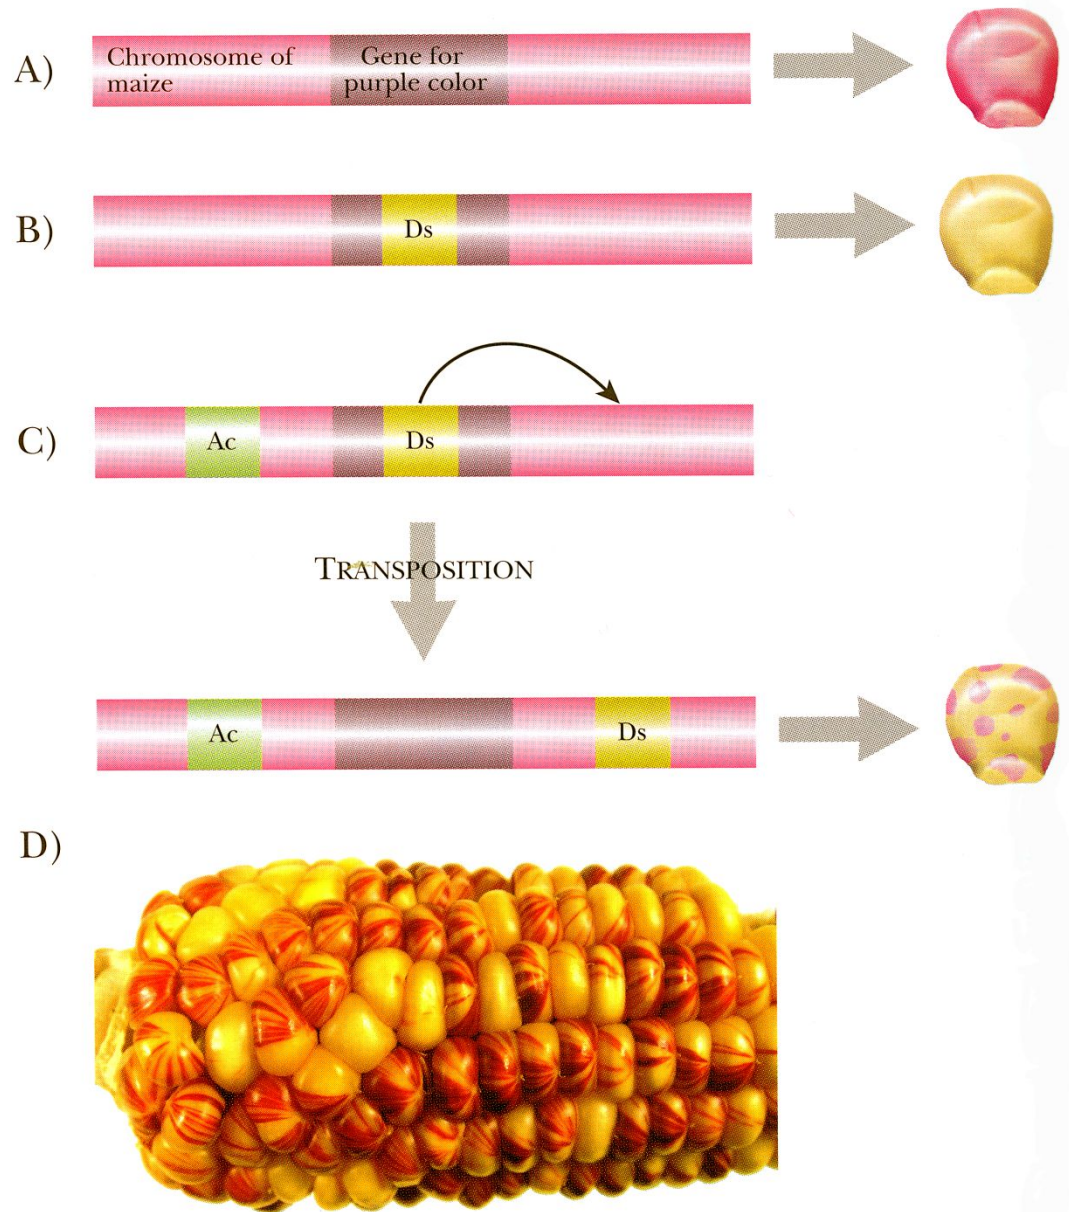 A)
Chromosome of
maize
Gene for
purple color
B)
Ds
C)
Ac
Ds
TRANSPOSITION
Ac
Ds
D)